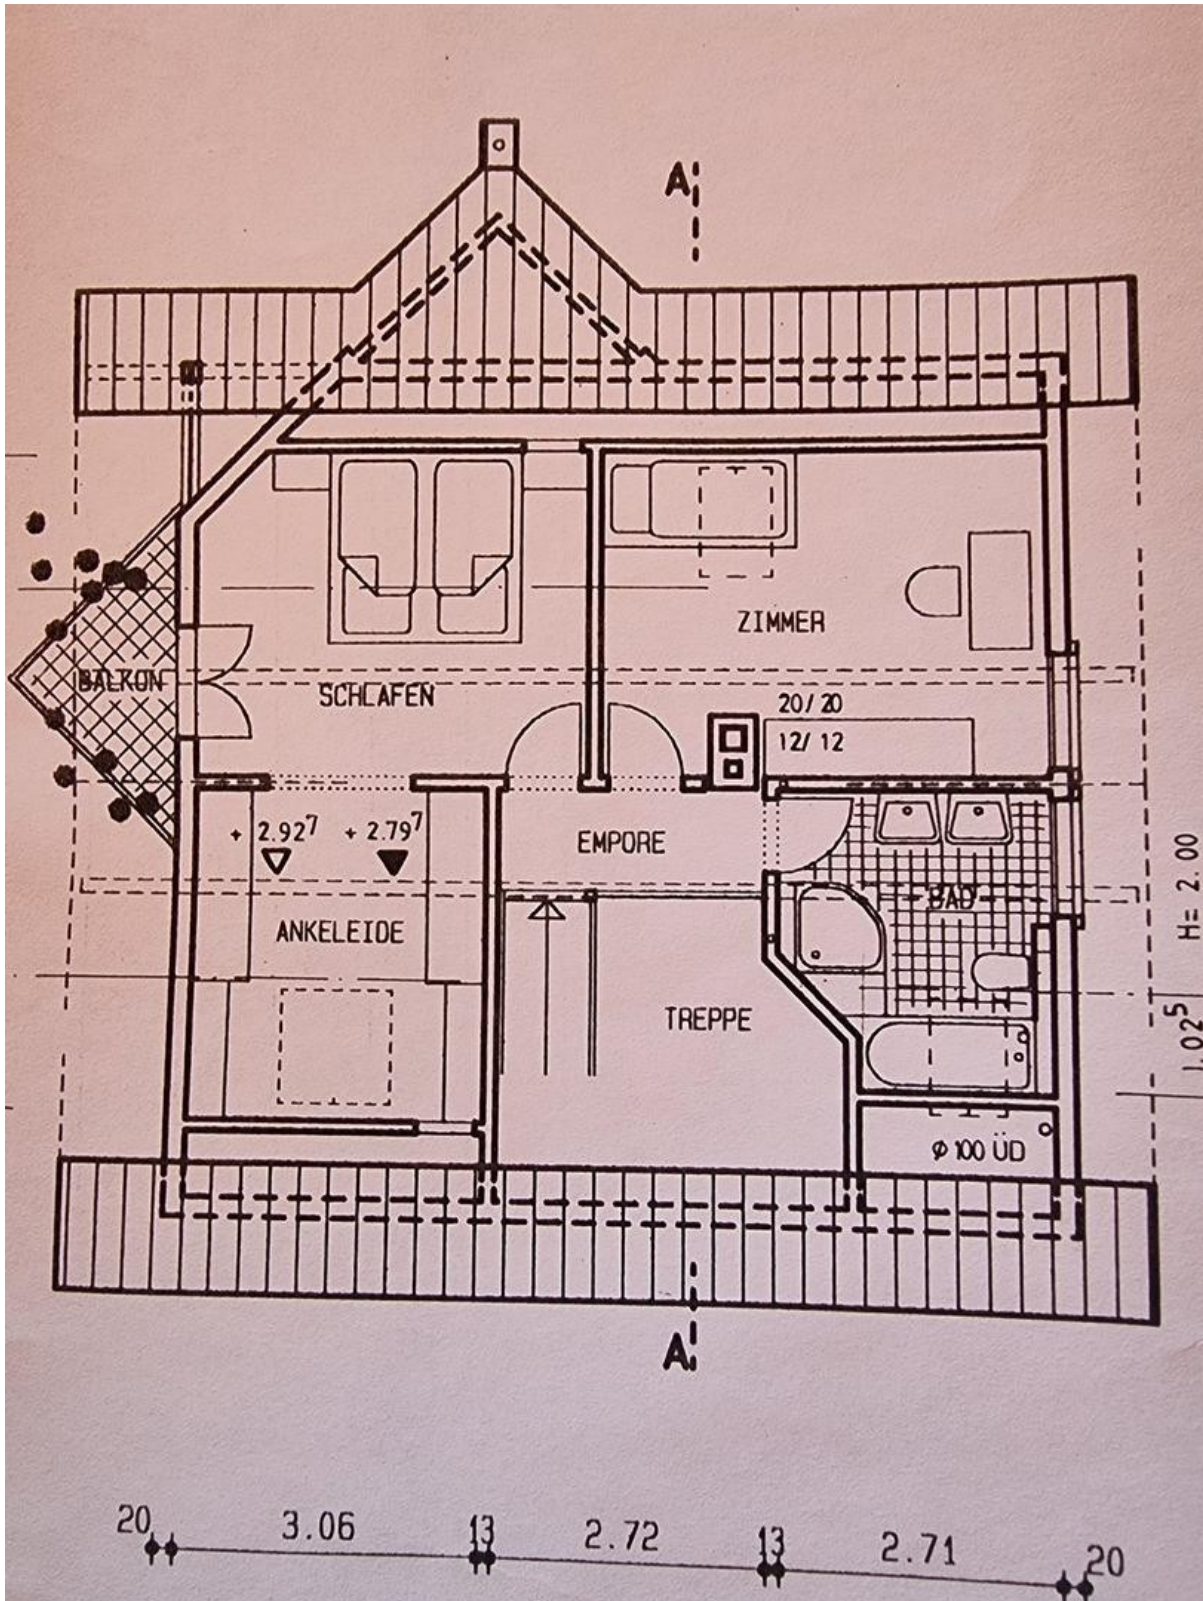 A
ZIMMER
BALKON
SCHLAFEN
20/20
12/12
+ 2.92⁷ + 2.79⁷
EMPORE
H= 2.00
BAD
ANKELEIDE
TREPPE
1.02⁵
φ 100 ÜD
A
20 3.06 13 2.72 13 2.71 20